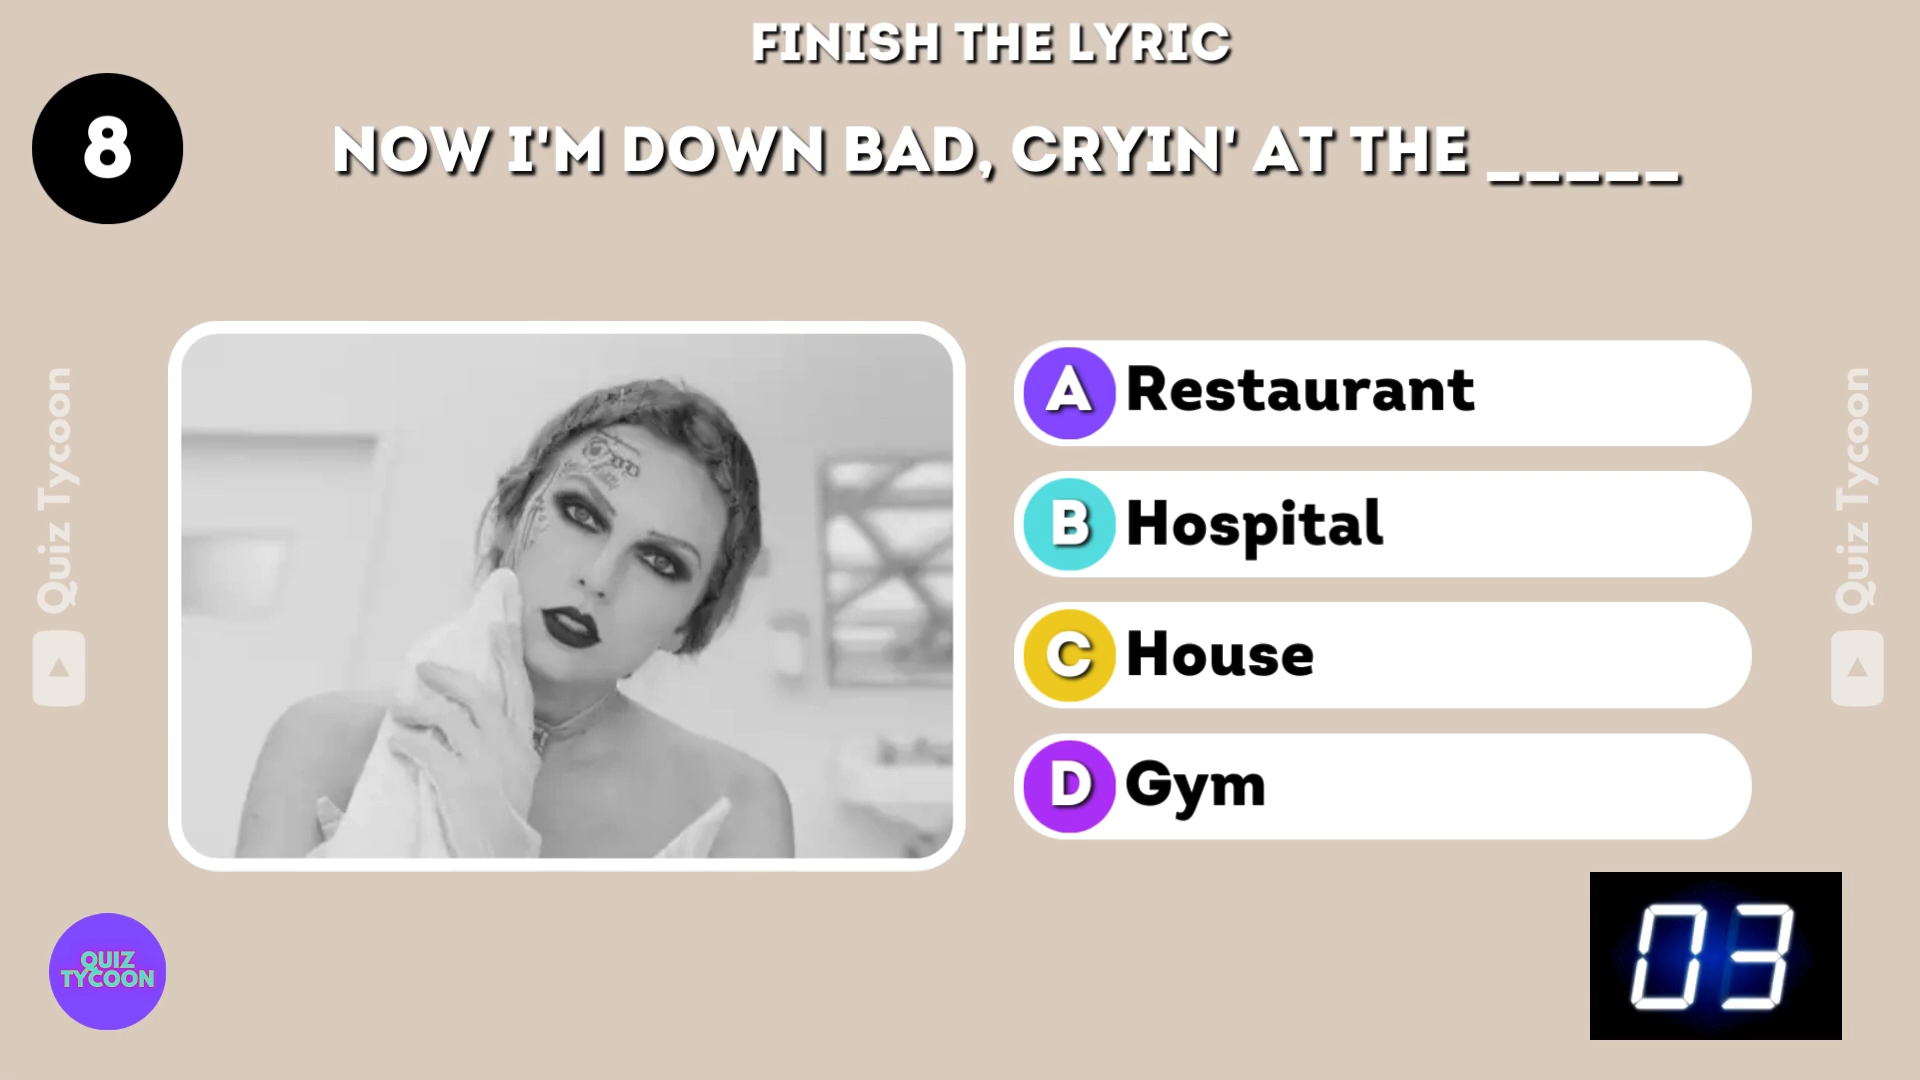 FINISH THE LYRIC
8
NOW I'M DOWN BAD, CRYIN' AT THE _____
A Restaurant
B Hospital
C House
D Gym
Quiz Tycoon
Quiz Tycoon
QUIZ
TYCOON
03